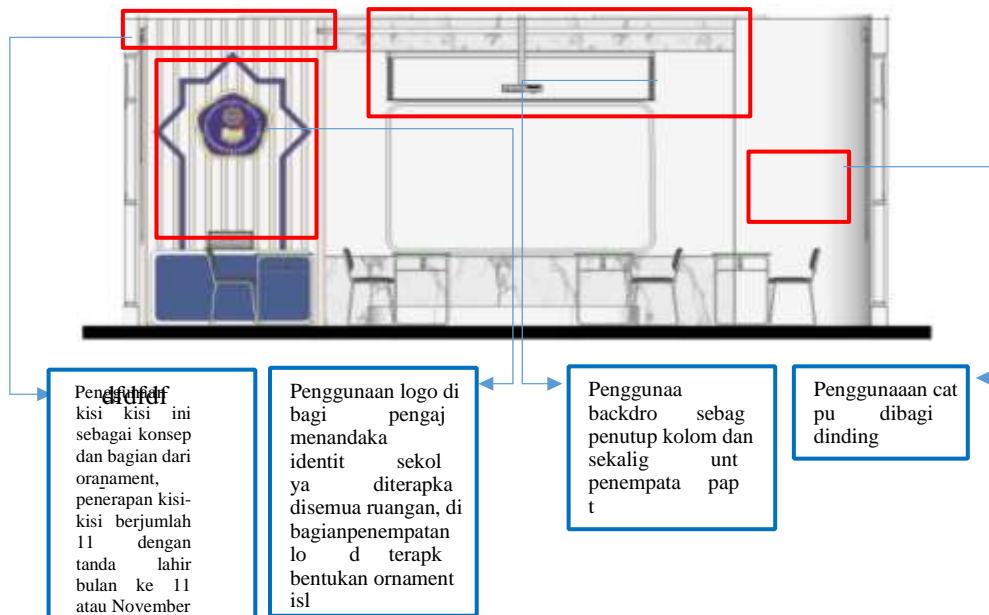 Penggunaan
dfidfidf
kisi kisi ini
sebagai konsep
dan bagian dari
oranament,
penerapan kisi-
kisi berjumlah
11 dengan
tanda lahir
bulan ke 11
atau November
Penggunaan logo di
bagi pengaj
menandaka
identit sekol
ya diterapka
disemua ruangan, di
bagianpenempatan
lo d terapk
bentukan ornament
isl
Penggunaa
backdro sebag
penutup kolom dan
sekalig unt
penempata pap
t
Penggunaaan cat
pu dibagi
dinding